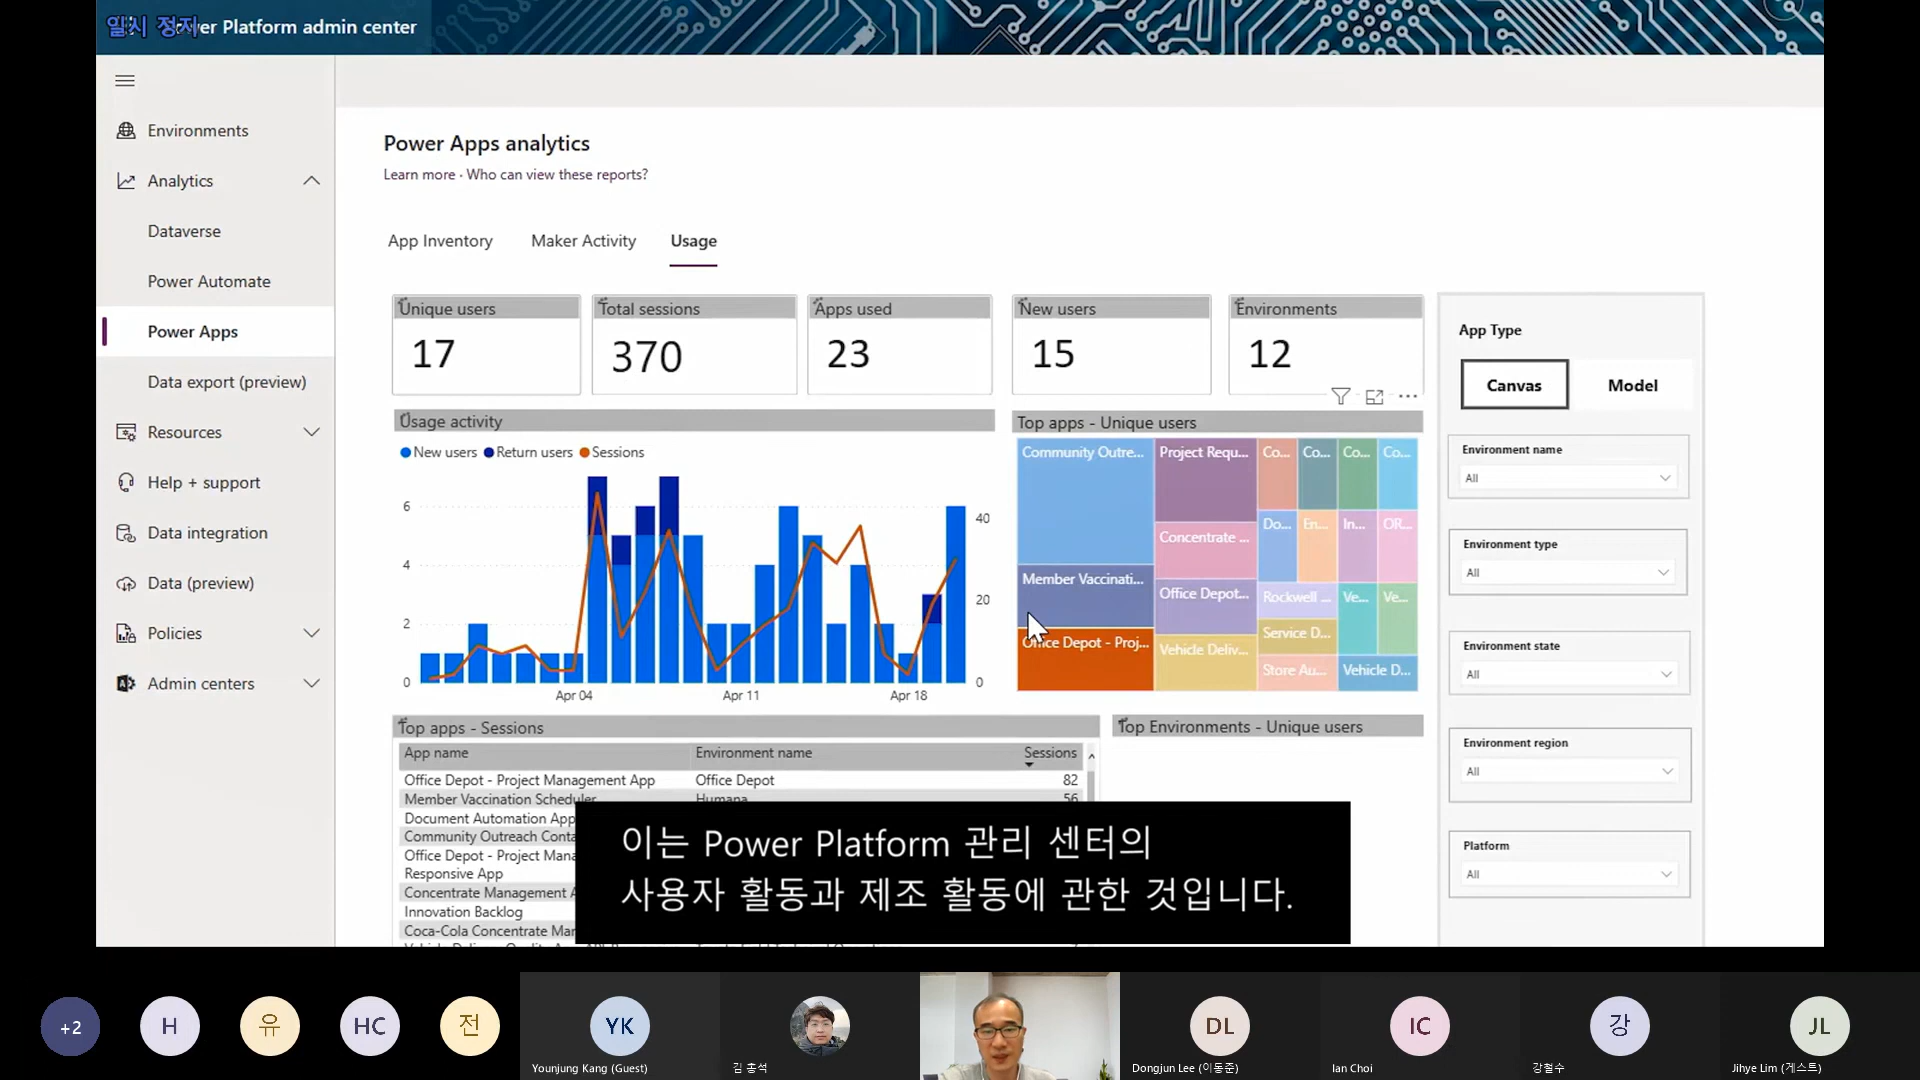 일시 정지
er Platform admin center
Environments
Analytics
Dataverse
Power Automate
Power Apps
Data export (preview)
Resources
Help + support
Data integration
Data (preview)
Policies
Admin centers
Power Apps analytics
Learn more · Who can view these reports?
App Inventory Maker Activity Usage
Unique users
17
Total sessions
370
Apps used
23
New users
15
Environments
12
Usage activity
New users Return users Sessions
6
4
2
0
40
20
0
Apr 04 Apr 11 Apr 18
Top apps - Unique users
Community Outre...
Member Vaccinati...
Office Depot - Proj...
Project Requ...
Concentrate ...
Office Depot...
Vehicle Deliv...
Co... Co... Co... Co...
Do... En... In... OR...
Rockwell ...
Service D...
Store Au...
Ve... Ve...
Vehicle D...
Top apps - Sessions
App name Environment name Sessions
Office Depot - Project Management App Office Depot 82
Member Vaccination Scheduler Humana 56
Document Automation App
Community Outreach Conta
Office Depot - Project Mana
Responsive App
Concentrate Management A
Innovation Backlog
Coca-Cola Concentrate Mar
Top Environments - Unique users
App Type
Canvas Model
Environment name
All
Environment type
All
Environment state
All
Environment region
All
Platform
All
이는 Power Platform 관리 센터의
사용자 활동과 제조 활동에 관한 것입니다.
+2
H
유
HC
전
YK
Younjung Kang (Guest)
김 홍석
DL
Dongjun Lee (이동준)
IC
Ian Choi
강
강철수
JL
Jihye Lim (게스트)